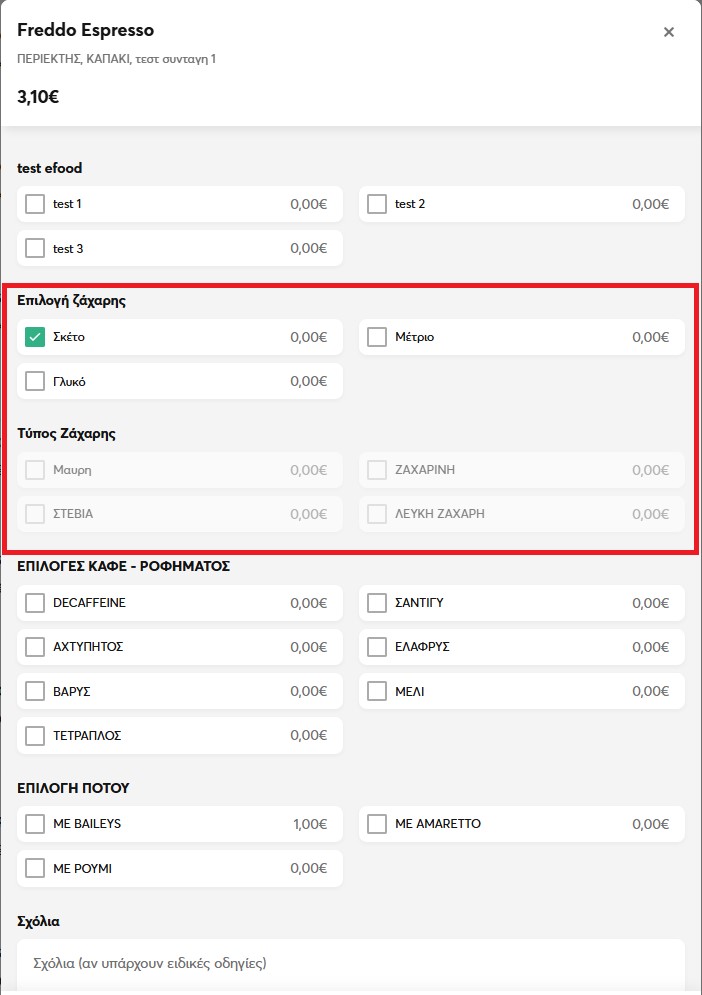 Freddo Espresso
ΠΕΡΙΕΚΤΗΣ, ΚΑΠΑΚΙ, τεστ συνταγη 1
3,10€
test efood
test 1 0,00€ test 2 0,00€
test 3 0,00€
Επιλογή ζάχαρης
Σκέτο 0,00€ Μέτριο 0,00€
Γλυκό 0,00€
Τύπος Ζάχαρης
Μαυρη 0,00€ ΖΑΧΑΡΙΝΗ 0,00€
ΣΤΕΒΙΑ 0,00€ ΛΕΥΚΗ ΖΑΧΑΡΗ 0,00€
ΕΠΙΛΟΓΕΣ ΚΑΦΕ - ΡΟΦΗΜΑΤΟΣ
DECAFFEINE 0,00€ ΣΑΝΤΙΓΥ 0,00€
ΑΧΤΥΠΗΤΟΣ 0,00€ ΕΛΑΦΡΥΣ 0,00€
ΒΑΡΥΣ 0,00€ ΜΕΛΙ 0,00€
ΤΕΤΡΑΠΛΟΣ 0,00€
ΕΠΙΛΟΓΗ ΠΟΤΟΥ
ΜΕ BAILEYS 1,00€ ΜΕ AMARETTO 0,00€
ΜΕ ΡΟΥΜΙ 0,00€
Σχόλια
Σχόλια (αν υπάρχουν ειδικές οδηγίες)